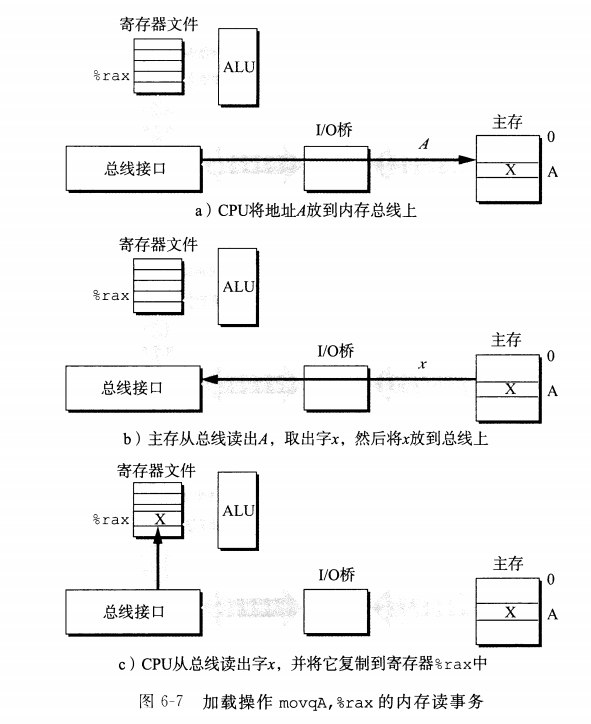 寄存器文件
%rax
ALU
I/O桥
A
主存
0
X
A
总线接口
a）CPU将地址A放到内存总线上
寄存器文件
%rax
ALU
I/O桥
x
主存
0
X
A
总线接口
b）主存从总线读出A，取出字x，然后将x放到总线上
寄存器文件
%rax
X
ALU
I/O桥
主存
0
X
A
总线接口
c）CPU从总线读出字x，并将它复制到寄存器%rax中
图 6-7 加载操作 movqA,%rax 的内存读事务